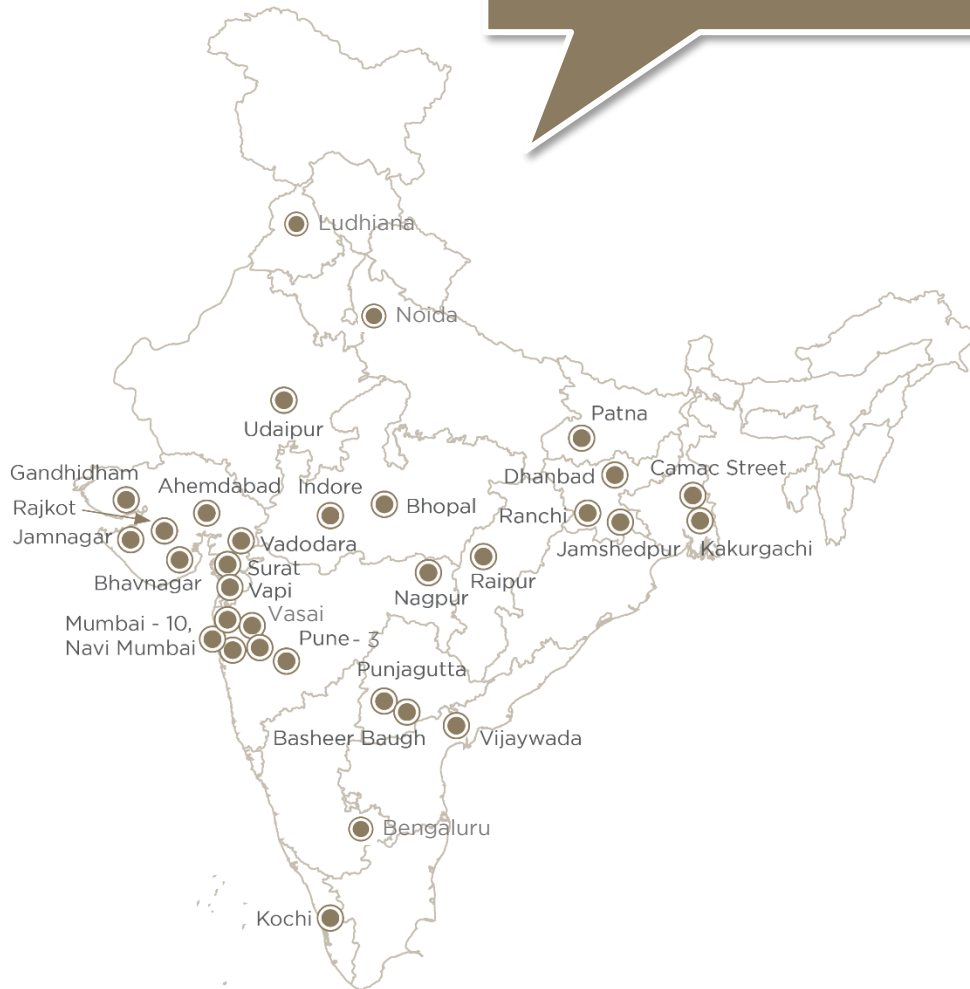 Ludhiana
Noida
Udaipur
Patna
Gandhidham
Ahemdabad
Indore
Bhopal
Dhanbad
Camac Street
Rajkot
Ranchi
Jamnagar
Vadodara
Jamshedpur
Kakurgachi
Bhavnagar
Surat
Raipur
Vapi
Nagpur
Vasai
Mumbai - 10,
Navi Mumbai
Pune - 3
Punjagutta
Basheer Baugh
Vijaywada
Bengaluru
Kochi